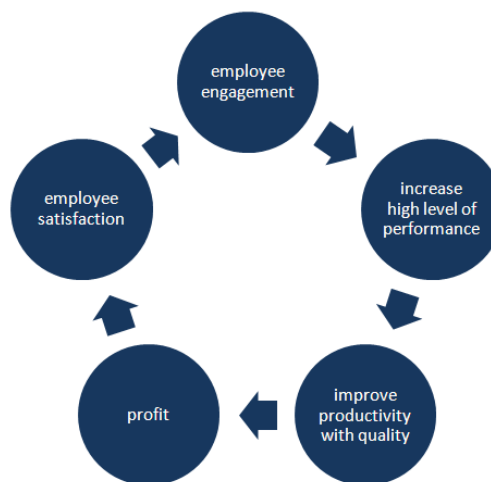 employee
engagement
increase
high level of
performance
improve
productivity
with quality
profit
employee
satisfaction